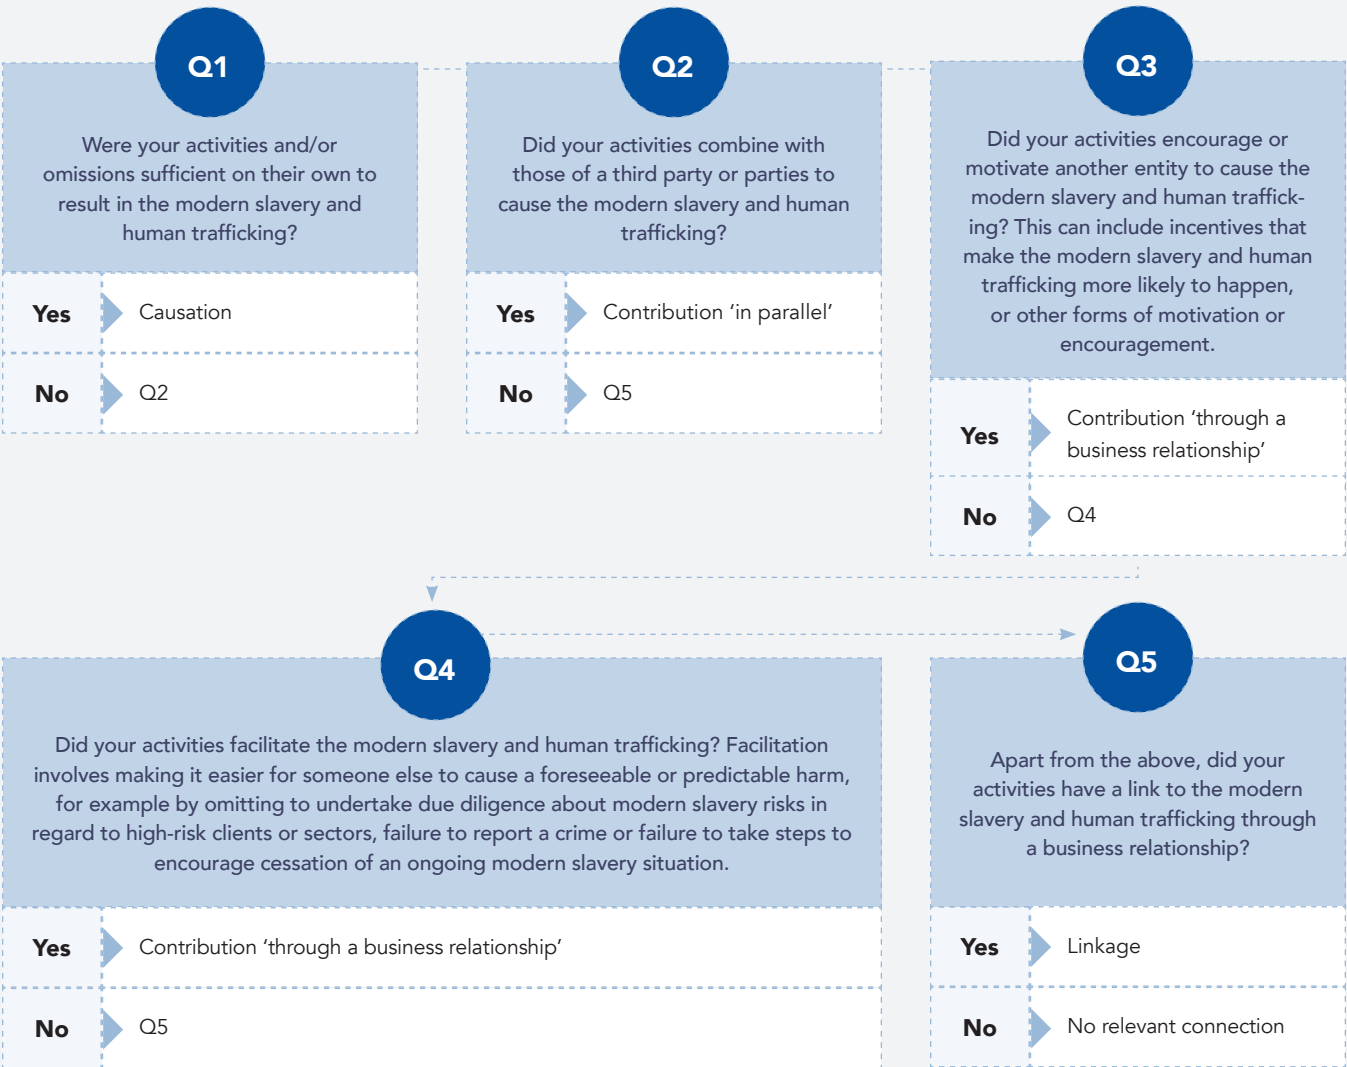 Q1
Were your activities and/or
omissions sufficient on their own to
result in the modern slavery and
human trafficking?
Yes
Causation
No
Q2
Q2
Did your activities combine with
those of a third party or parties to
cause the modern slavery and human
trafficking?
Yes
Contribution ‘in parallel’
No
Q5
Q3
Did your activities encourage or
motivate another entity to cause the
modern slavery and human traffick-
ing? This can include incentives that
make the modern slavery and human
trafficking more likely to happen,
or other forms of motivation or
encouragement.
Yes
Contribution ‘through a
business relationship’
No
Q4
Q4
Did your activities facilitate the modern slavery and human trafficking? Facilitation
involves making it easier for someone else to cause a foreseeable or predictable harm,
for example by omitting to undertake due diligence about modern slavery risks in
regard to high-risk clients or sectors, failure to report a crime or failure to take steps to
encourage cessation of an ongoing modern slavery situation.
Yes
Contribution ‘through a business relationship’
No
Q5
Q5
Apart from the above, did your
activities have a link to the modern
slavery and human trafficking through
a business relationship?
Yes
Linkage
No
No relevant connection